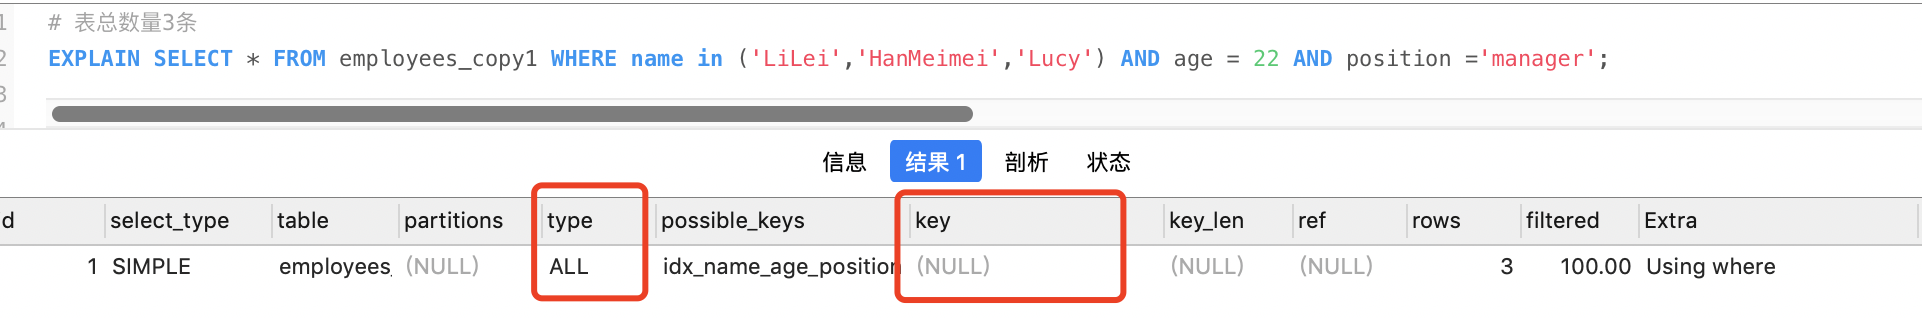 1 # 表总数量3条
2 EXPLAIN SELECT * FROM employees_copy1 WHERE name in ('LiLei','HanMeimei','Lucy') AND age = 22 AND position ='manager';
3
信息 结果 1 剖析 状态
d select_type table partitions type possible_keys key key_len ref rows filtered Extra
1 SIMPLE employees_ (NULL) ALL idx_name_age_position (NULL) (NULL) (NULL) 3 100.00 Using where